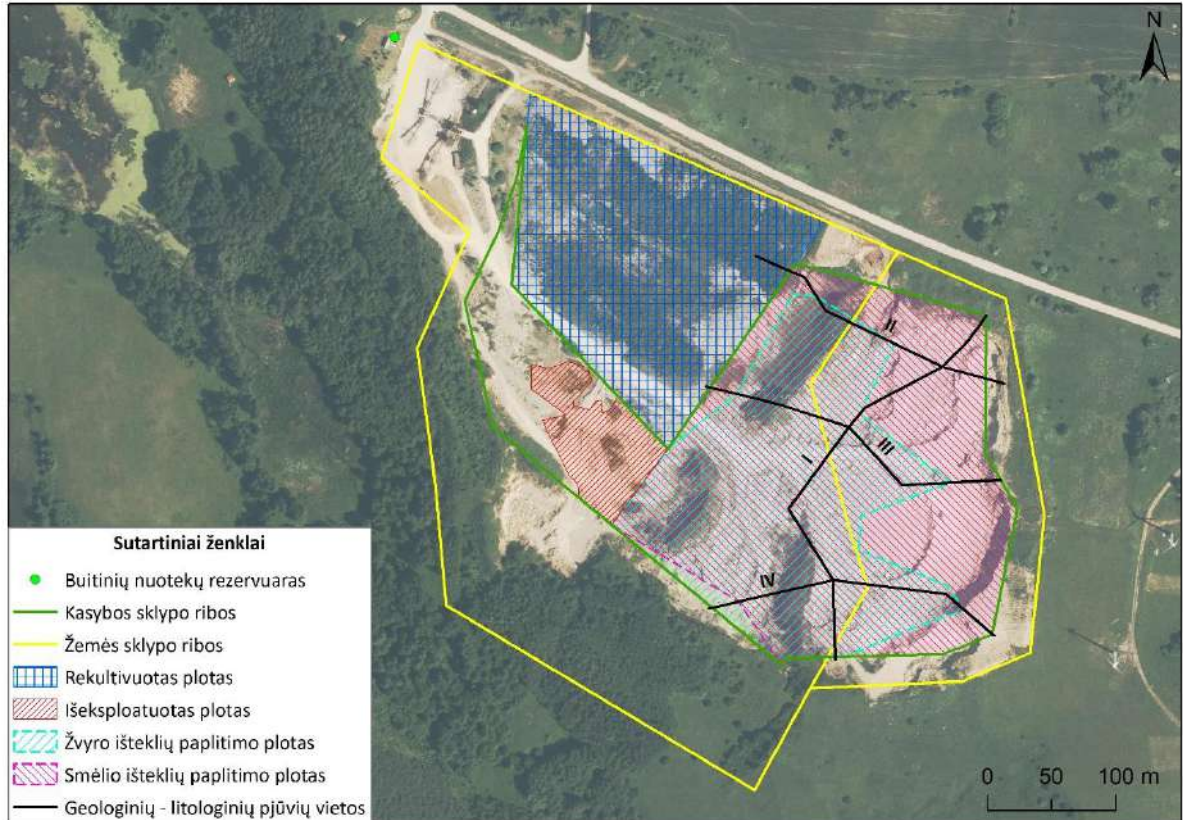 N
II
III
I
IV
Sutartiniai ženklai
Buitinių nuotekų rezervuaras
Kasybos sklypo ribos
Žemės sklypo ribos
Rekultivuotas plotas
Išeksploatuotas plotas
Žvyro išteklių paplitimo plotas
Smėlio išteklių paplitimo plotas
Geologinių - litologinių pjūvių vietos
0 50 100 m